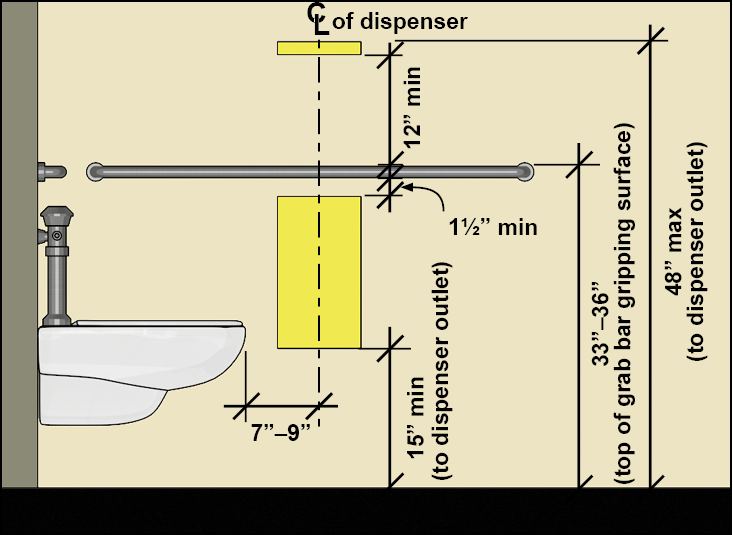 ℄ of dispenser
12” min
1½” min
7”–9”
15” min
(to dispenser outlet)
33”–36”
(top of grab bar gripping surface)
48” max
(to dispenser outlet)